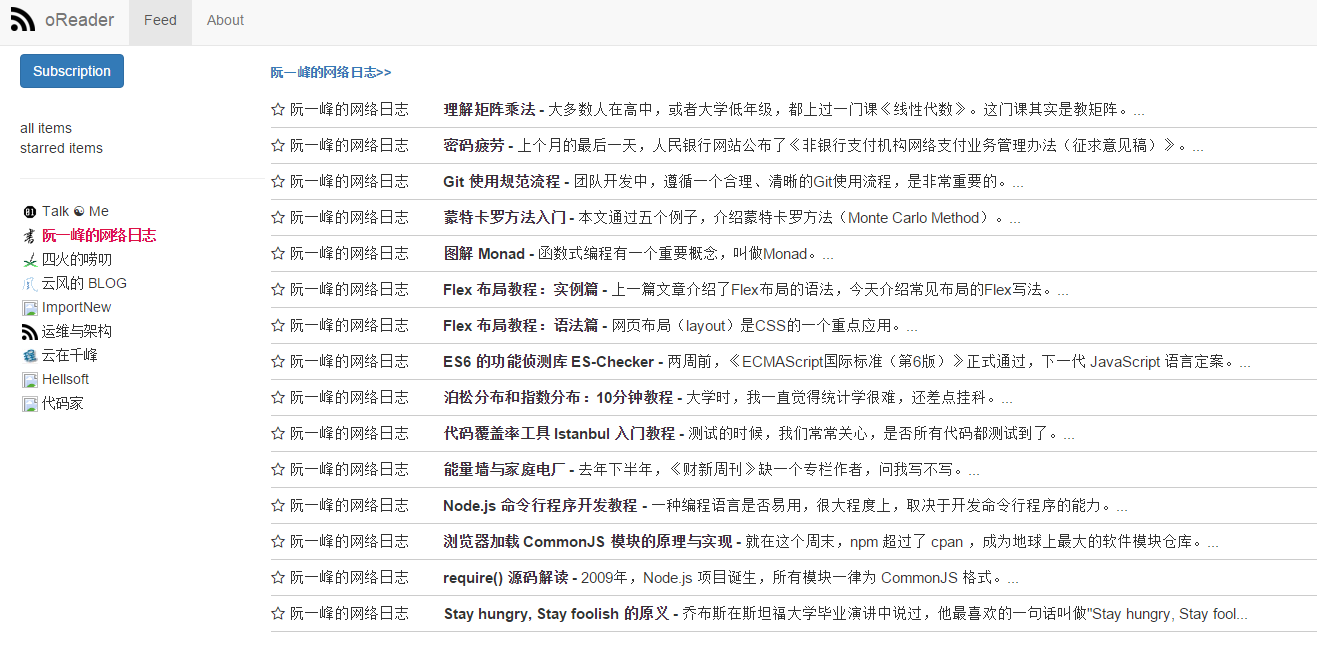 oReader Feed About
Subscription
all items
starred items
Talk ☯ Me
阮一峰的网络日志
四火的唠叨
云风的 BLOG
ImportNew
运维与架构
云在千峰
Hellsoft
代码家
阮一峰的网络日志>>
阮一峰的网络日志 理解矩阵乘法 - 大多数人在高中，或者大学低年级，都上过一门课《线性代数》。这门课其实是教矩阵。...
阮一峰的网络日志 密码疲劳 - 上个月的最后一天，人民银行网站公布了《非银行支付机构网络支付业务管理办法（征求意见稿）》。...
阮一峰的网络日志 Git 使用规范流程 - 团队开发中，遵循一个合理、清晰的Git使用流程，是非常重要的。...
阮一峰的网络日志 蒙特卡罗方法入门 - 本文通过五个例子，介绍蒙特卡罗方法（Monte Carlo Method）。...
阮一峰的网络日志 图解 Monad - 函数式编程有一个重要概念，叫做Monad。...
阮一峰的网络日志 Flex 布局教程：实例篇 - 上一篇文章介绍了Flex布局的语法，今天介绍常见布局的Flex写法。...
阮一峰的网络日志 Flex 布局教程：语法篇 - 网页布局（layout）是CSS的一个重点应用。...
阮一峰的网络日志 ES6 的功能侦测库 ES-Checker - 两周前，《ECMAScript国际标准（第6版）》正式通过，下一代 JavaScript 语言定案。...
阮一峰的网络日志 泊松分布和指数分布：10分钟教程 - 大学时，我一直觉得统计学很难，还差点挂科。...
阮一峰的网络日志 代码覆盖率工具 Istanbul 入门教程 - 测试的时候，我们常常关心，是否所有代码都测试到了。...
阮一峰的网络日志 能量墙与家庭电厂 - 去年下半年，《财新周刊》缺一个专栏作者，问我写不写。...
阮一峰的网络日志 Node.js 命令行程序开发教程 - 一种编程语言是否易用，很大程度上，取决于开发命令行程序的能力。...
阮一峰的网络日志 浏览器加载 CommonJS 模块的原理与实现 - 就在这个周末，npm 超过了 cpan ，成为地球上最大的软件模块仓库。...
阮一峰的网络日志 require() 源码解读 - 2009年，Node.js 项目诞生，所有模块一律为 CommonJS 格式。...
阮一峰的网络日志 Stay hungry, Stay foolish 的原义 - 乔布斯在斯坦福大学毕业演讲中说过，他最喜欢的一句话叫做"Stay hungry, Stay fool...